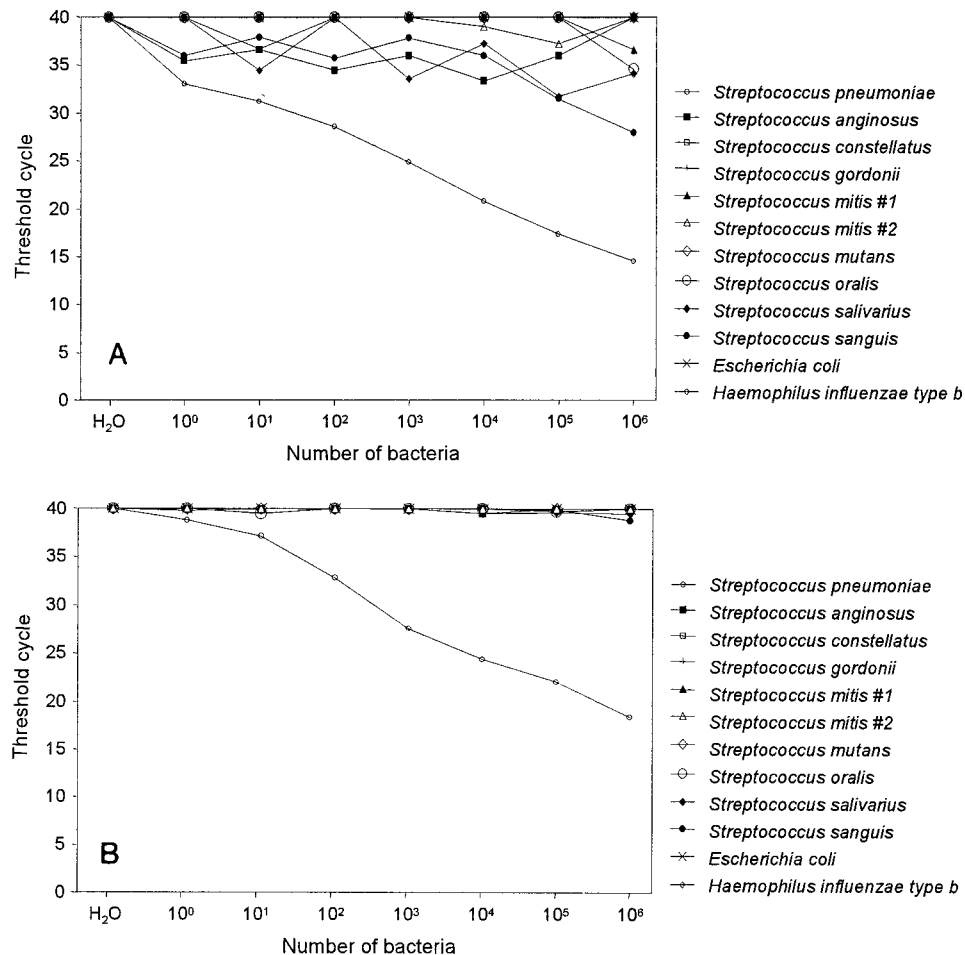 40
35
30
25
20
15
10
5
0
Threshold cycle
A
H₂O 10⁰ 10¹ 10² 10³ 10⁴ 10⁵ 10⁶
Number of bacteria
Streptococcus pneumoniae
Streptococcus anginosus
Streptococcus constellatus
Streptococcus gordonii
Streptococcus mitis #1
Streptococcus mitis #2
Streptococcus mutans
Streptococcus oralis
Streptococcus salivarius
Streptococcus sanguis
Escherichia coli
Haemophilus influenzae type b
40
35
30
25
20
15
10
5
0
Threshold cycle
B
H₂O 10⁰ 10¹ 10² 10³ 10⁴ 10⁵ 10⁶
Number of bacteria
Streptococcus pneumoniae
Streptococcus anginosus
Streptococcus constellatus
Streptococcus gordonii
Streptococcus mitis #1
Streptococcus mitis #2
Streptococcus mutans
Streptococcus oralis
Streptococcus salivarius
Streptococcus sanguis
Escherichia coli
Haemophilus influenzae type b